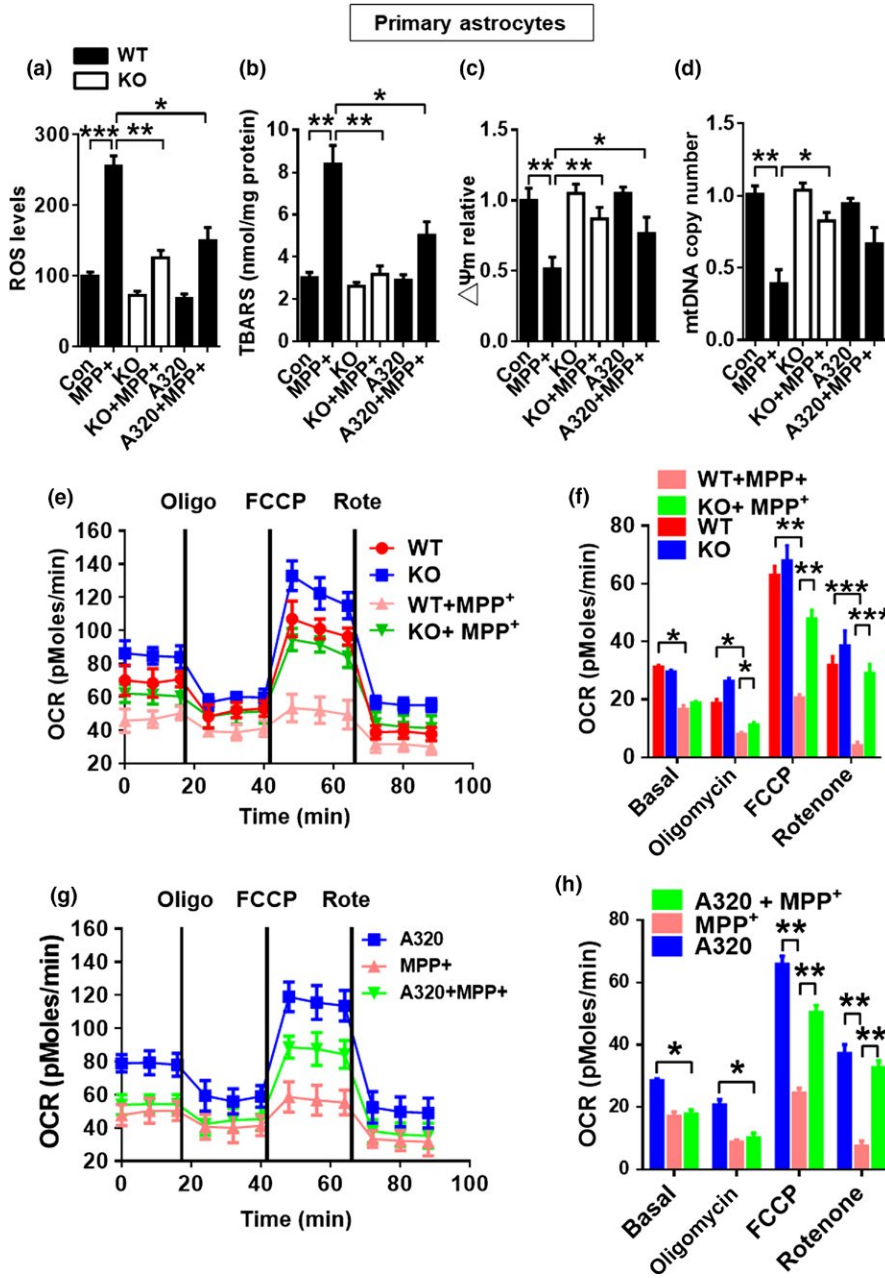 Primary astrocytes
(a)
WT
KO
ROS levels
300
200
100
0
***
**
*
Con
MPP+
KO
KO+MPP+
A320
A320+MPP+
(b)
TBARS (nmol/mg protein)
10
8
6
4
2
0
**
**
*
Con
MPP+
KO
KO+MPP+
A320
A320+MPP+
(c)
△Ψm relative
1.5
1.0
0.5
0.0
**
**
*
Con
MPP+
KO
KO+MPP+
A320
A320+MPP+
(d)
mtDNA copy number
1.5
1.0
0.5
0.0
**
*
Con
MPP+
KO
KO+MPP+
A320
A320+MPP+
(e)
Oligo FCCP Rote
OCR (pMoles/min)
160
140
120
100
80
60
40
20
WT
KO
WT+MPP⁺
KO+ MPP⁺
0 20 40 60 80 100
Time (min)
(f)
WT+MPP+
KO+ MPP⁺
WT
KO
OCR (pMoles/min)
80
60
40
20
0
*
*
*
**
**
***
***
Basal
Oligomycin
FCCP
Rotenone
(g)
Oligo FCCP Rote
OCR (pMoles/min)
160
140
120
100
80
60
40
20
A320
MPP+
A320+MPP+
0 20 40 60 80 100
Time (min)
(h)
A320 + MPP⁺
MPP⁺
A320
OCR (pMoles/min)
80
60
40
20
0
*
*
**
**
**
**
Basal
Oligomycin
FCCP
Rotenone